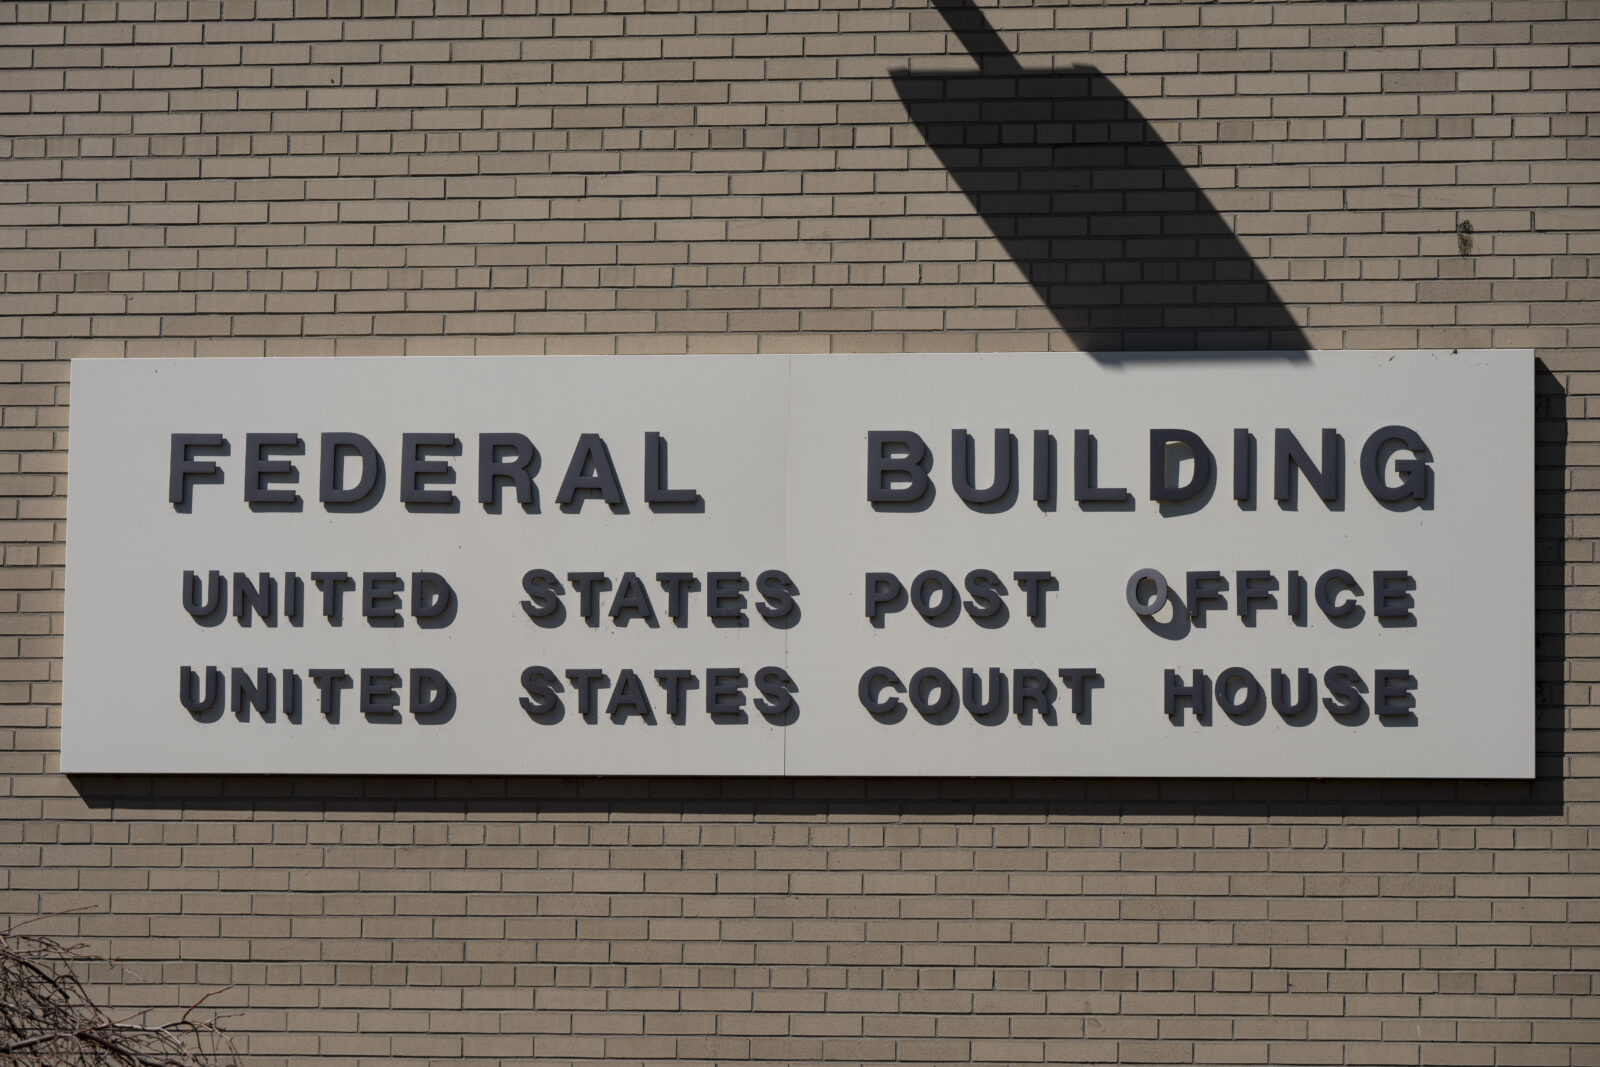 FEDERAL BUILDING
UNITED STATES POST OFFICE
UNITED STATES COURT HOUSE